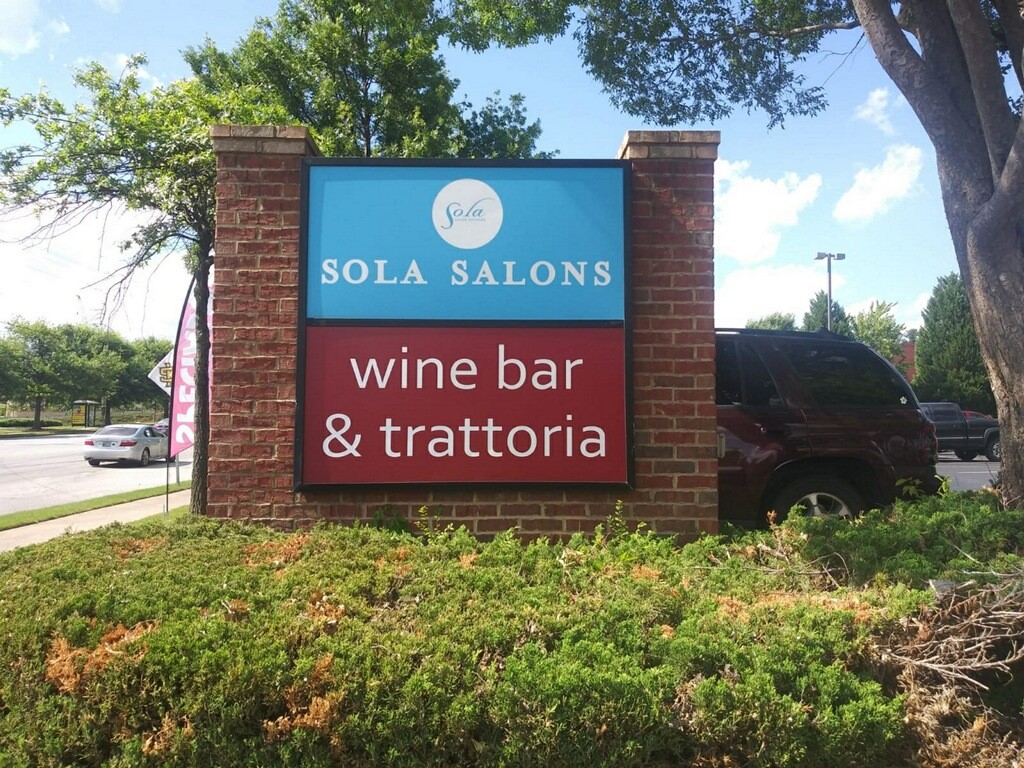 Sola
SOLA SALONS
wine bar
& trattoria